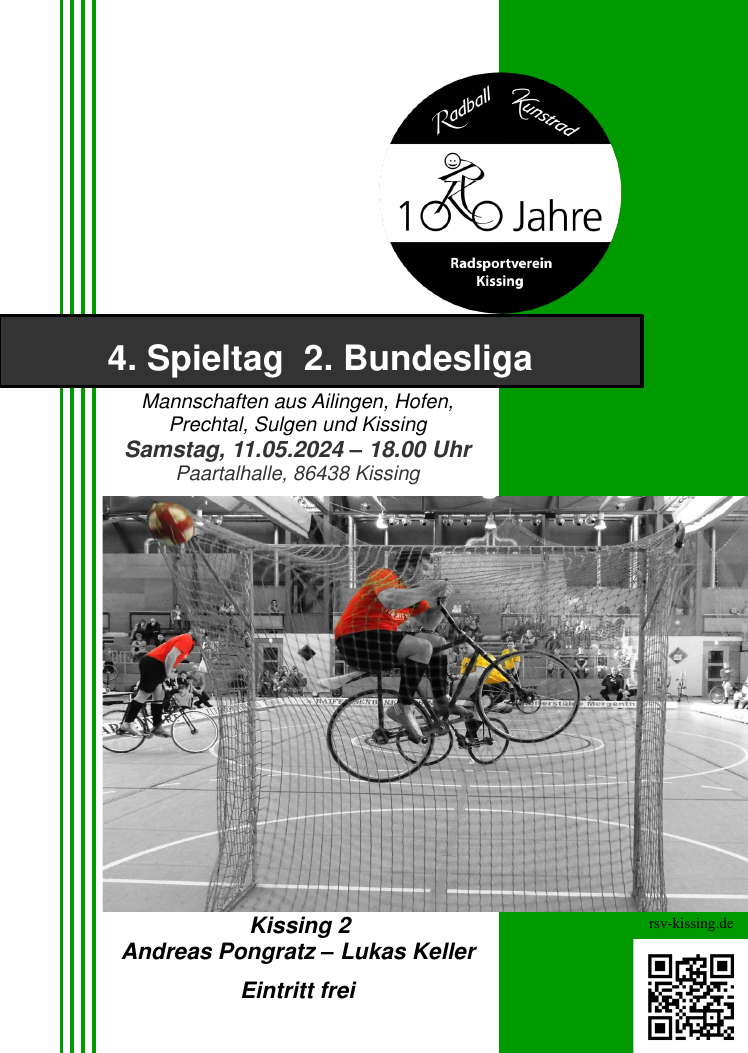 Radball Kunstrad
100 Jahre
Radsportverein
Kissing
4. Spieltag 2. Bundesliga
Mannschaften aus Ailingen, Hofen,
Prechtal, Sulgen und Kissing
Samstag, 11.05.2024 – 18.00 Uhr
Paartalhalle, 86438 Kissing
Kissing 2
Andreas Pongratz – Lukas Keller
Eintritt frei
rsv-kissing.de